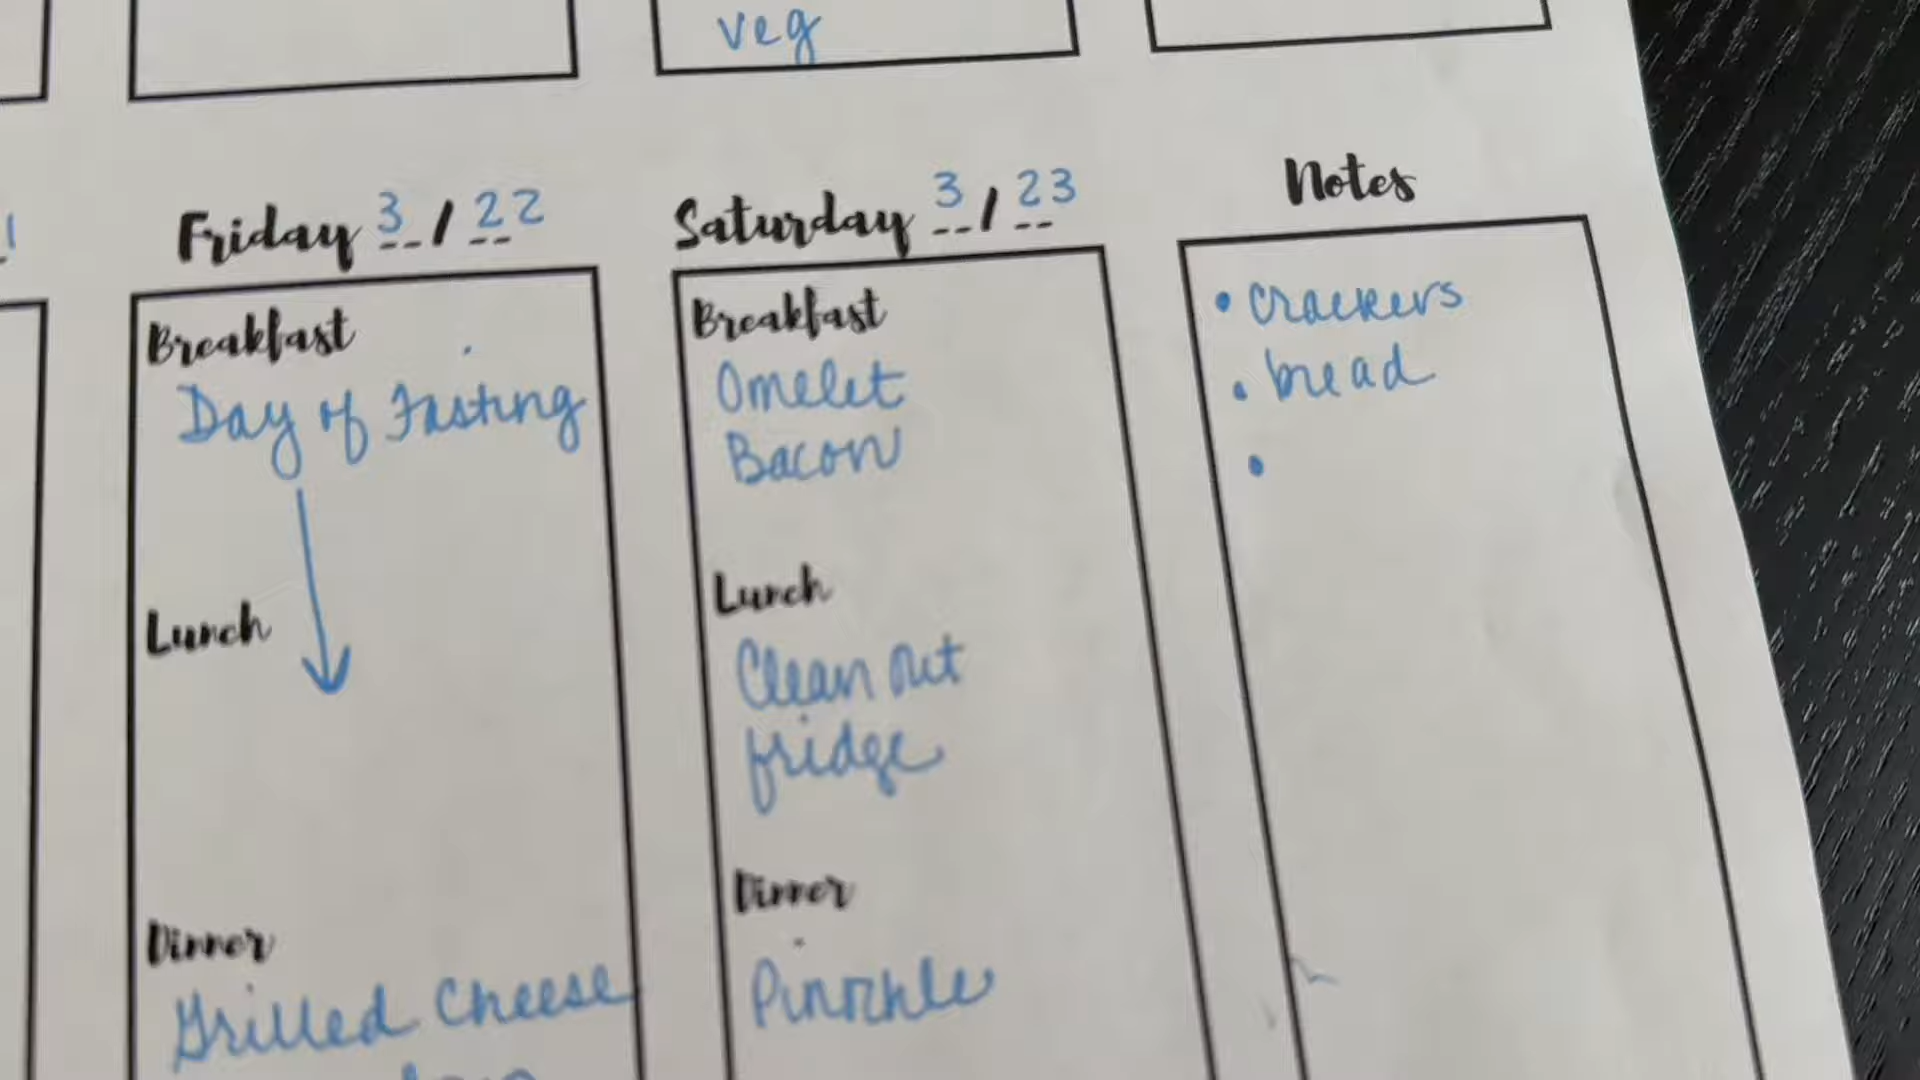 veg
Friday 3 / 22
Breakfast
Day of Fasting
Lunch
Dinner
Grilled Cheese
Saturday 3 / 23
Breakfast
Omelet
Bacon
Lunch
Clean out
fridge
Dinner
Pinochle
Notes
• crackers
• bread
•